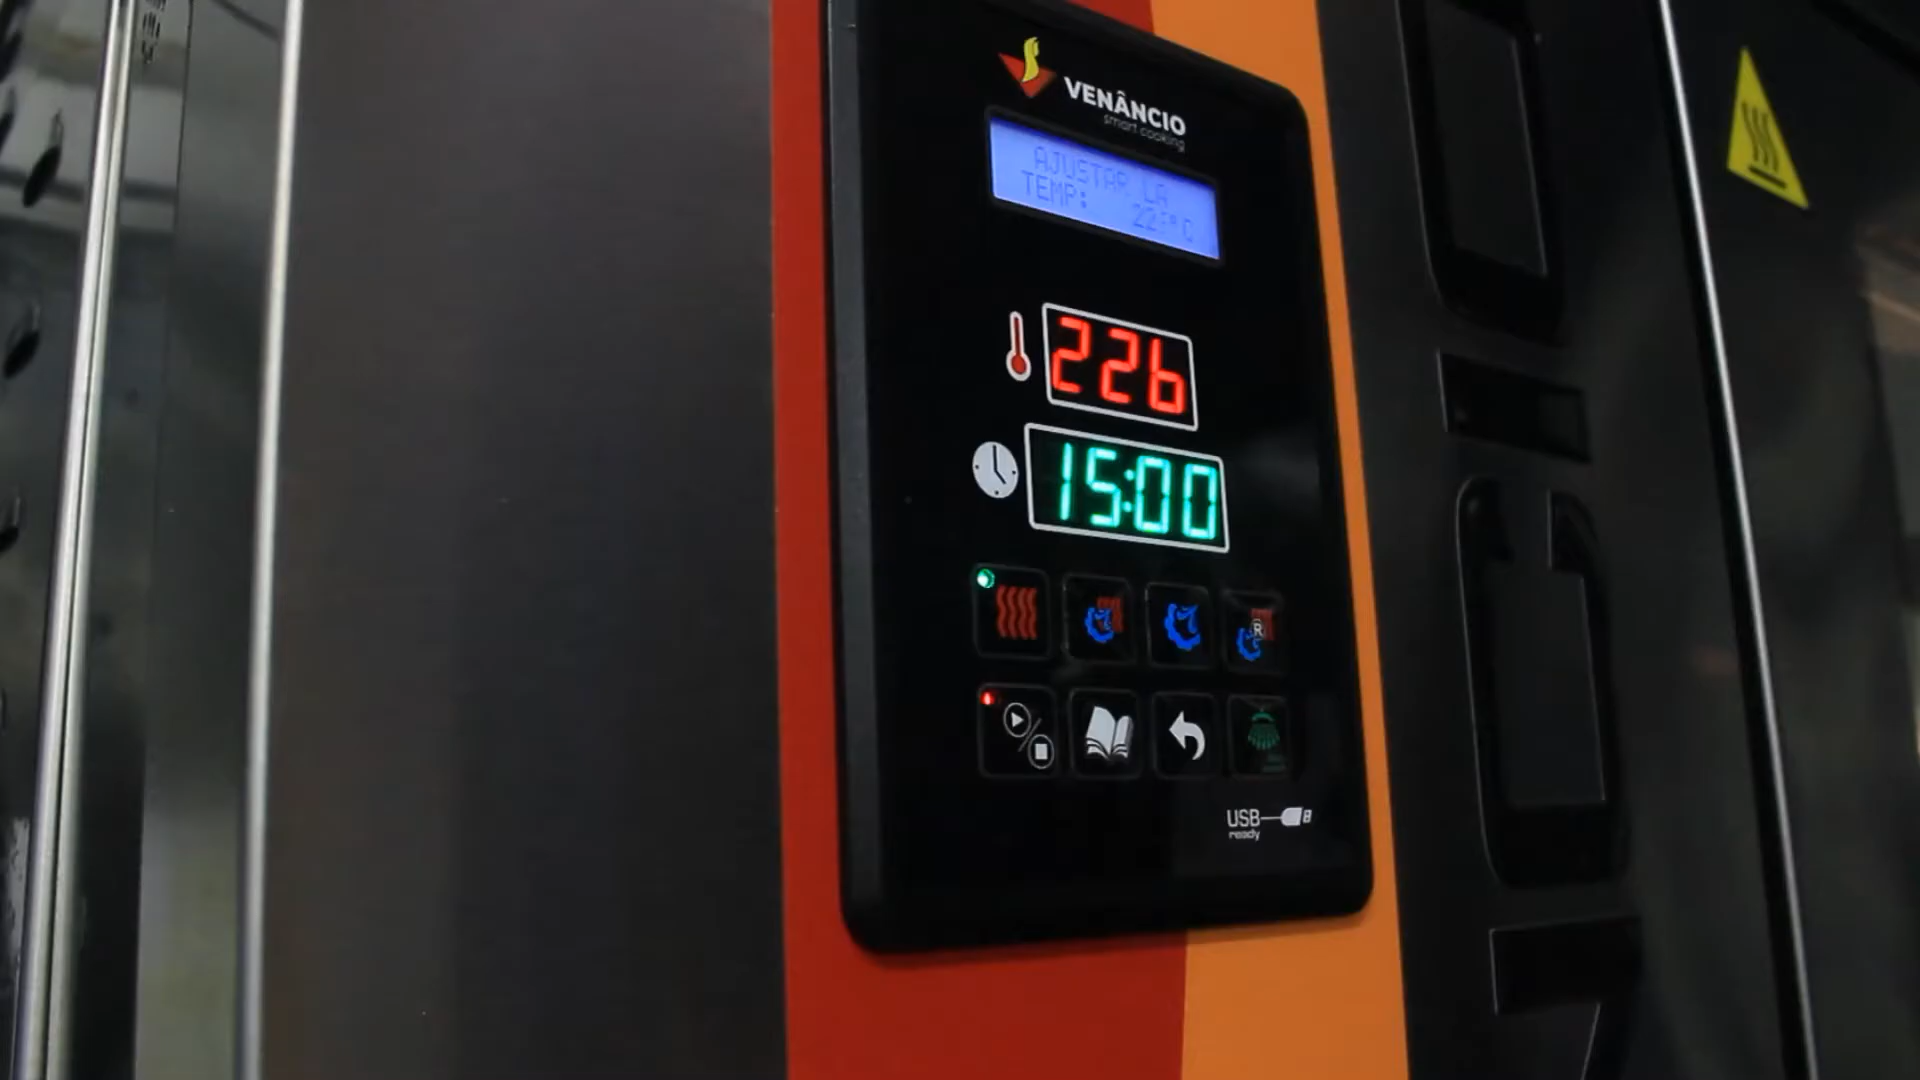 VENÂNCIO
smart cooking
AJUSTAR LA
TEMP:
226
15:00
R
USB
ready